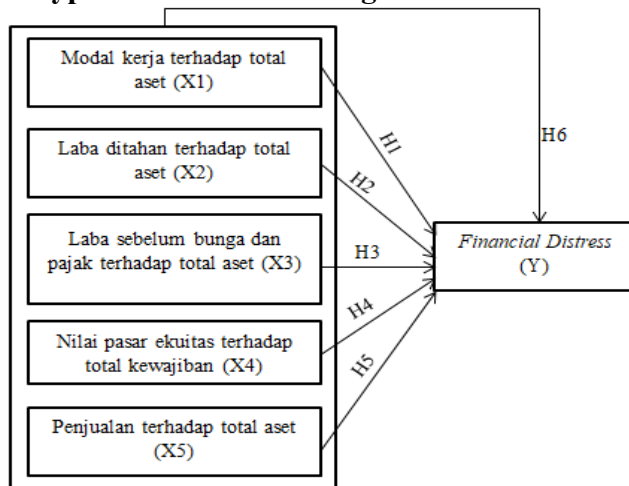 Modal kerja terhadap total
aset (X1)
H1
H6
Laba ditahan terhadap total
aset (X2)
H2
Laba sebelum bunga dan
pajak terhadap total aset (X3)
H3
Financial Distress
(Y)
Nilai pasar ekuitas terhadap
total kewajiban (X4)
H4
H5
Penjualan terhadap total aset
(X5)